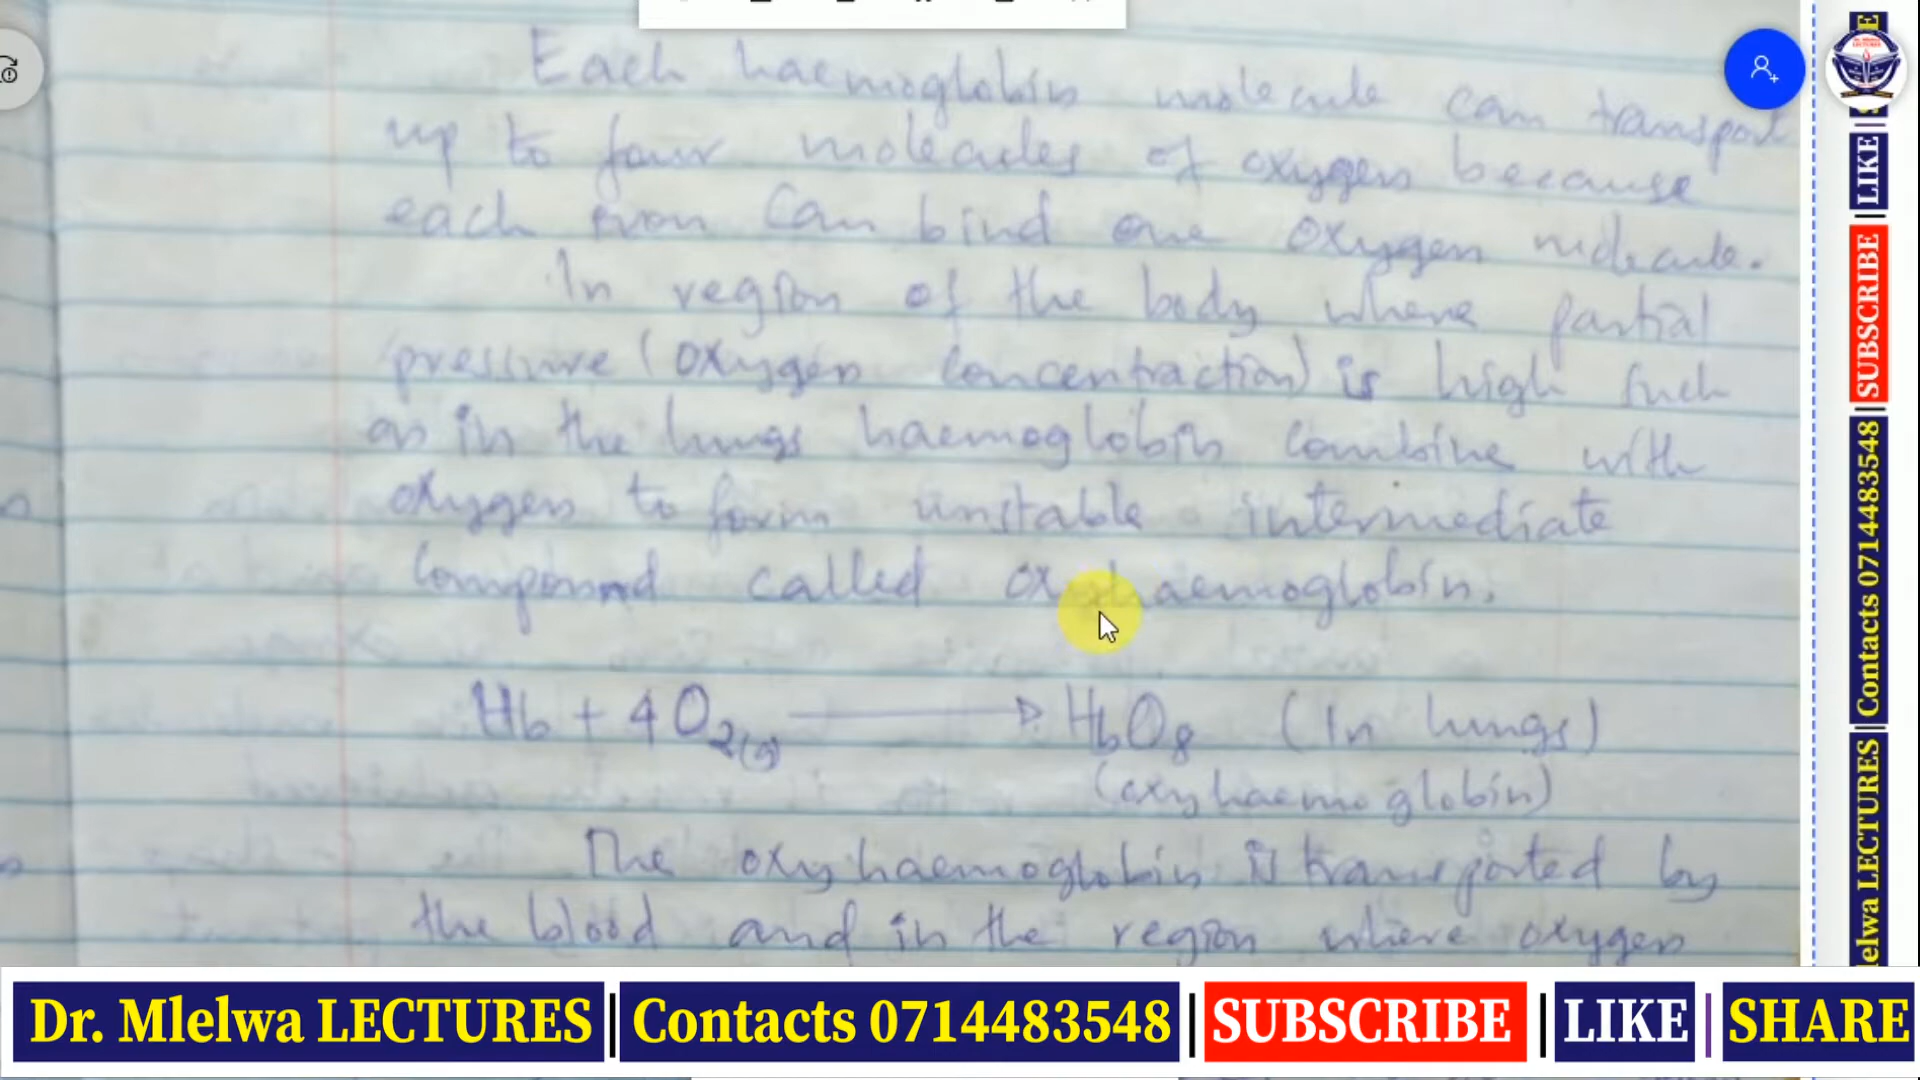 Each haemoglobin molecule can transport
up to four molecules of oxygen because
each iron can bind one oxygen molecule.
In region of the body where partial
pressure (oxygen concentraction) is high such
as in the lungs haemoglobin combine with
oxygen to form unstable intermediate
compound called oxyhaemoglobin.
Hb + 4O2(g) → HbO8 (In lungs)
(oxyhaemoglobin)
The oxyhaemoglobin is transported by
the blood and in the region where oxygen
Dr. Mlelwa LECTURES | Contacts 0714483548 | SUBSCRIBE | LIKE | SHARE
elwa LECTURES | Contacts 0714483548 | SUBSCRIBE | LIKE |